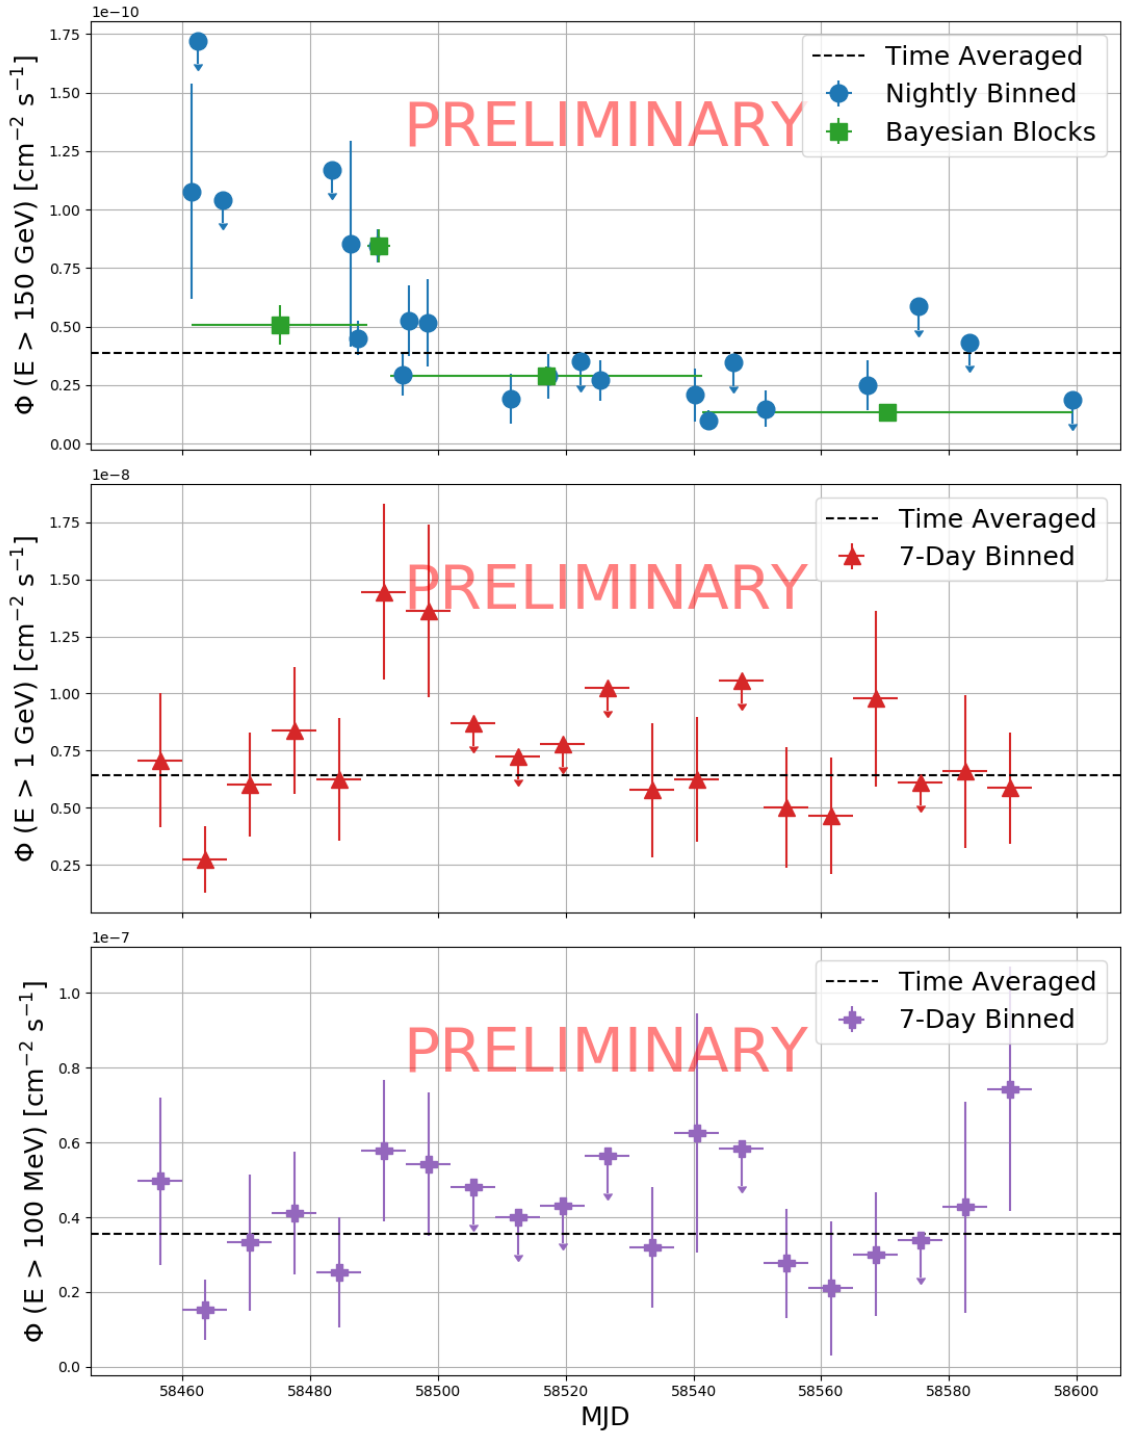 1e−10
Φ (E > 150 GeV) [cm⁻² s⁻¹]
1.75
1.50
1.25
1.00
0.75
0.50
0.25
0.00
PRELIMINARY
Time Averaged
Nightly Binned
Bayesian Blocks
1e−8
Φ (E > 1 GeV) [cm⁻² s⁻¹]
1.75
1.50
1.25
1.00
0.75
0.50
0.25
PRELIMINARY
Time Averaged
7-Day Binned
1e−7
Φ (E > 100 MeV) [cm⁻² s⁻¹]
1.0
0.8
0.6
0.4
0.2
0.0
PRELIMINARY
Time Averaged
7-Day Binned
58460 58480 58500 58520 58540 58560 58580 58600
MJD